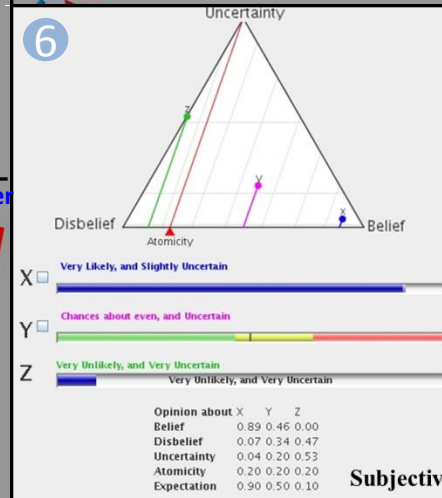 6
Uncertainty
Z
Y
X
Disbelief
Belief
Atomicity
er
Very Likely, and Slightly Uncertain
X
Chances about even, and Uncertain
Y
Very Unlikely, and Very Uncertain
Z
Very Unlikely, and Very Uncertain
Opinion about X Y Z
Belief 0.89 0.46 0.00
Disbelief 0.07 0.34 0.47
Uncertainty 0.04 0.20 0.53
Atomicity 0.20 0.20 0.20
Expectation 0.90 0.50 0.10
Subjectiv